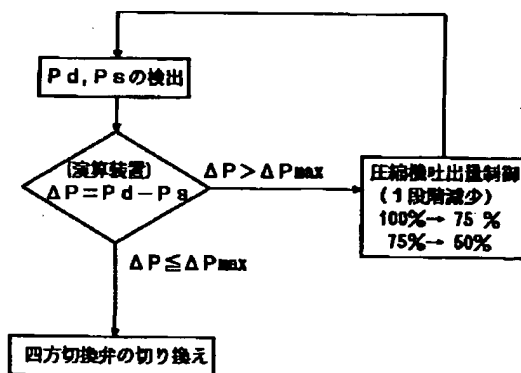 Pd,Psの検出
(演算装置)
ΔP=Pd-Ps
ΔP>ΔPmax
圧縮機吐出量制御
(1段階減少)
100%→75%
75%→50%
ΔP≦ΔPmax
四方切換弁の切り換え